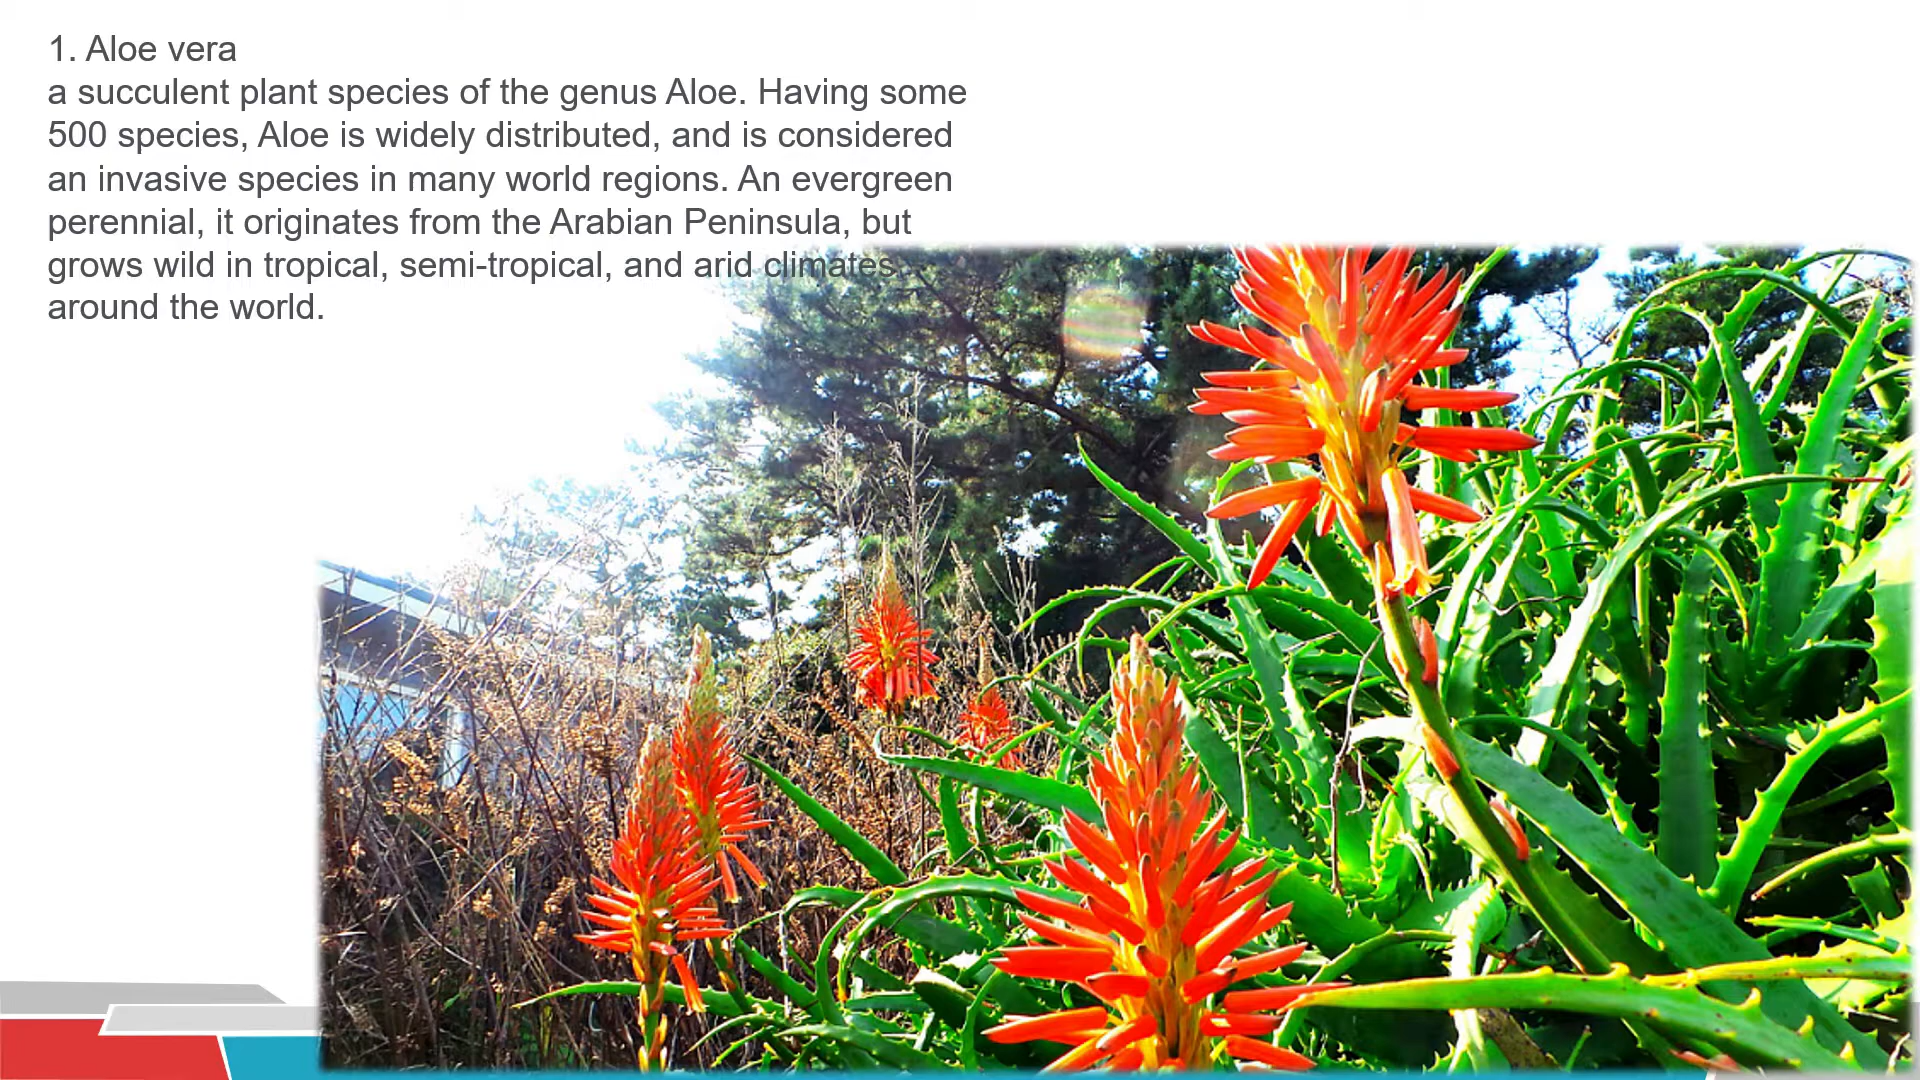 1. Aloe vera
a succulent plant species of the genus Aloe. Having some
500 species, Aloe is widely distributed, and is considered
an invasive species in many world regions. An evergreen
perennial, it originates from the Arabian Peninsula, but
grows wild in tropical, semi-tropical, and arid climates
around the world.